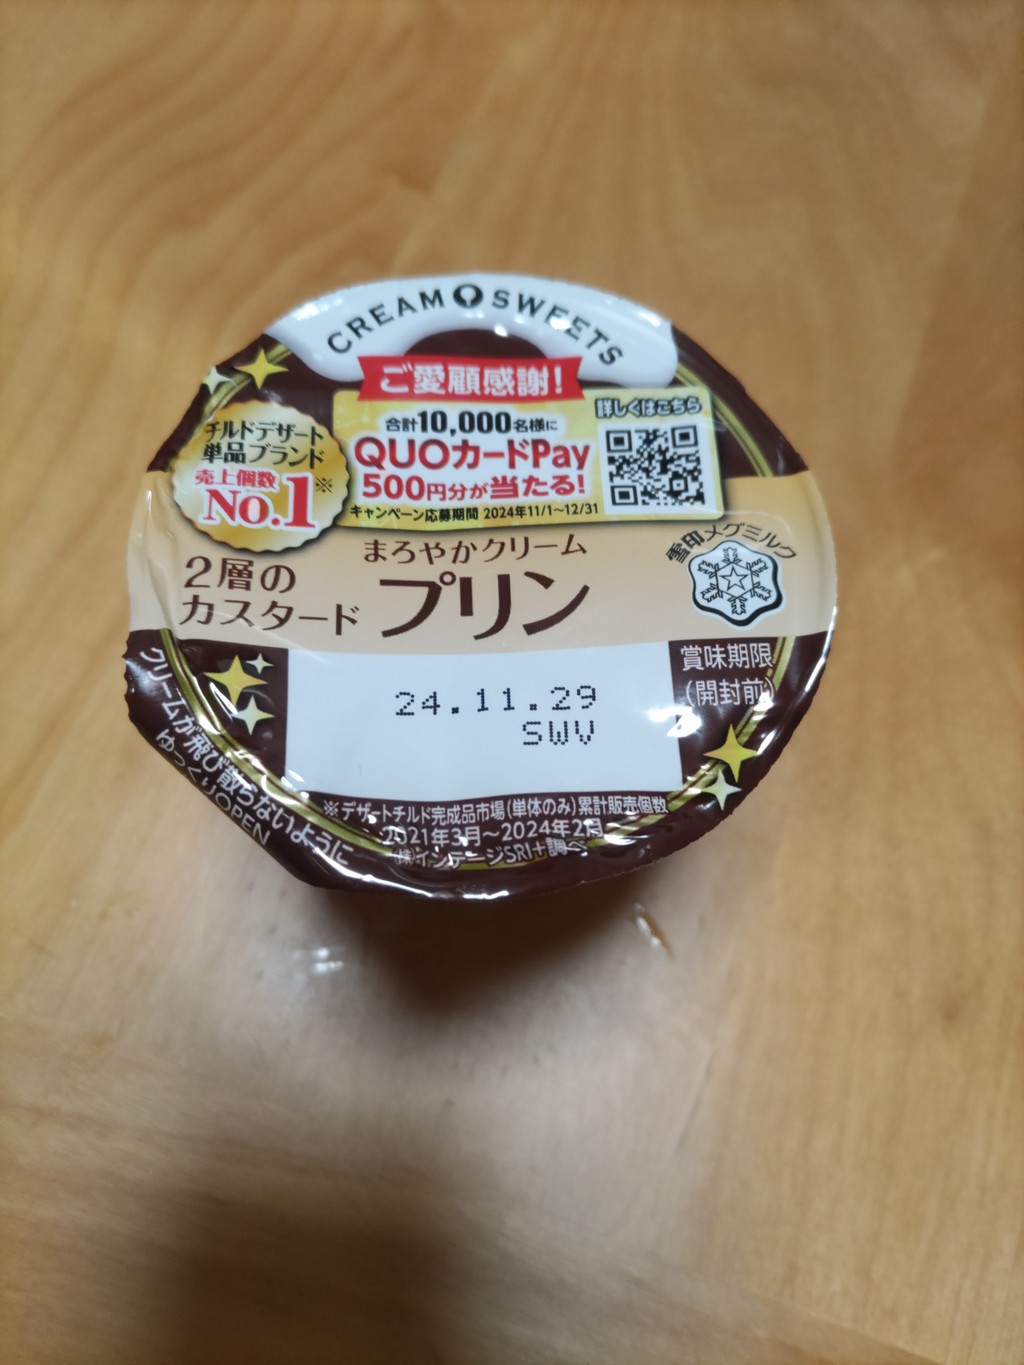 CREAM SWEETS
ご愛顧感謝!
合計10,000名様に
QUOカードPay
500円分が当たる!
キャンペーン応募期間 2024年11/1~12/31
詳しくはこちら
チルドデザート
単品ブランド
売上個数
No.1※
雪印メグミルク
まろやかクリーム
2層の
カスタード
プリン
賞味期限
(開封前)
24.11.29
SWV
クリームが飛び散らないように
ゆっくりOPEN
※デザートチルド完成品市場(単体のみ)累計販売個数
2021年3月~2024年2月
㈱インテージSRI+調べ